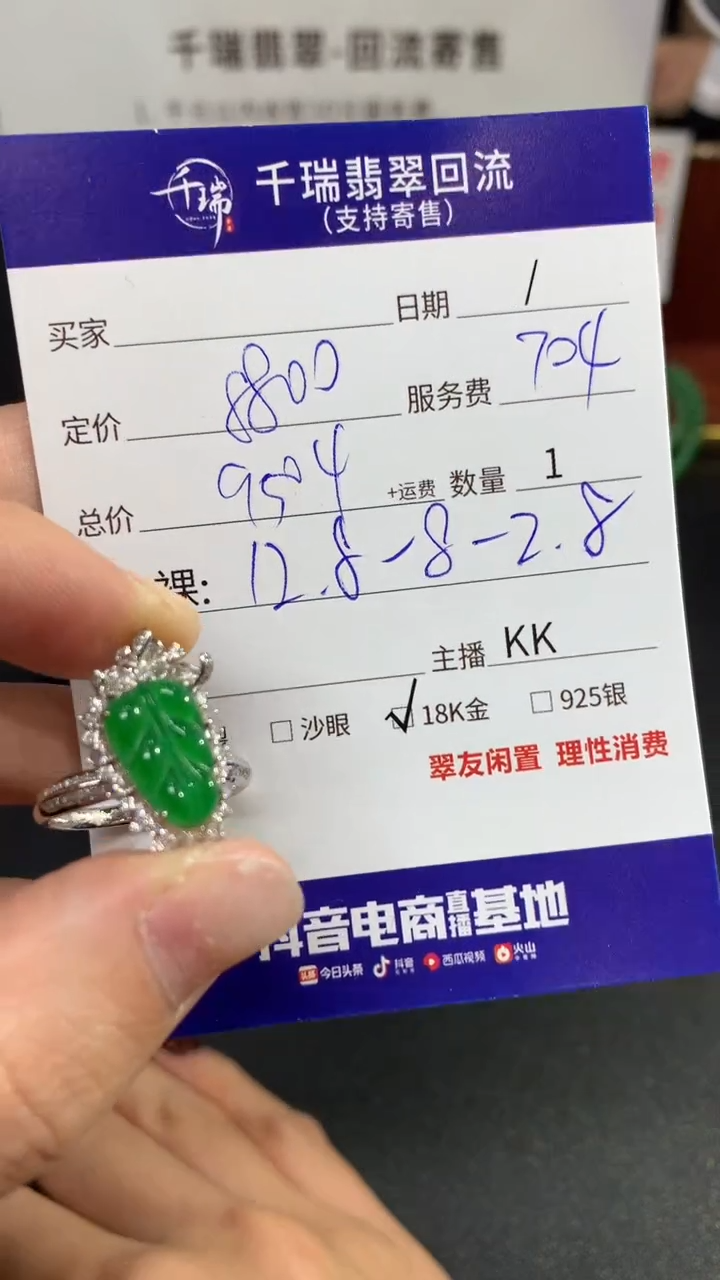 千瑞翡翠-回流寄售
千瑞
千瑞翡翠回流
(支持寄售)
买家 日期 /
定价 8800 服务费 704
总价 9504 +运费 数量 1
裸: 12.8-8-2.8
主播 KK
□ 沙眼 ☑ 18K金 □ 925银
翠友闲置 理性消费
抖音电商直播基地
头条 今日头条 抖音 西瓜视频 火山